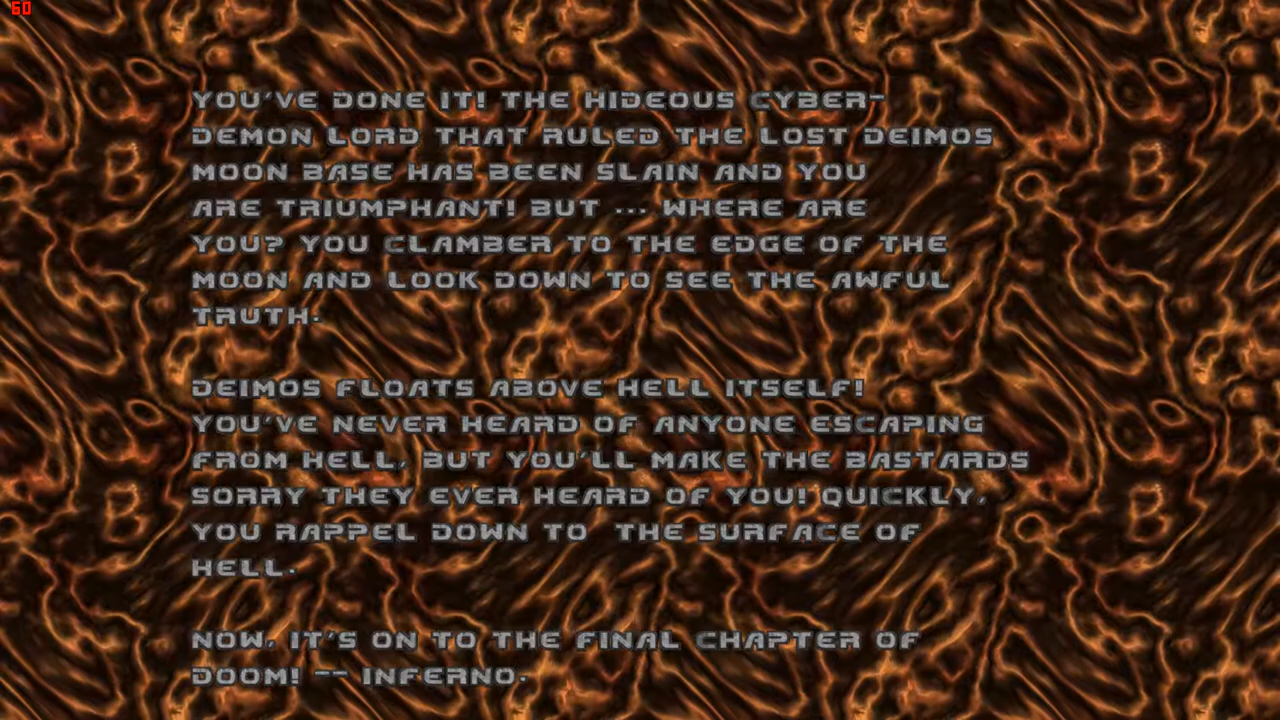 60
YOU'VE DONE IT! THE HIDEOUS CYBER-
DEMON LORD THAT RULED THE LOST DEIMOS
MOON BASE HAS BEEN SLAIN AND YOU
ARE TRIUMPHANT! BUT ... WHERE ARE
YOU? YOU CLAMBER TO THE EDGE OF THE
MOON AND LOOK DOWN TO SEE THE AWFUL
TRUTH.
DEIMOS FLOATS ABOVE HELL ITSELF!
YOU'VE NEVER HEARD OF ANYONE ESCAPING
FROM HELL, BUT YOU'LL MAKE THE BASTARDS
SORRY THEY EVER HEARD OF YOU! QUICKLY,
YOU RAPPEL DOWN TO  THE SURFACE OF
HELL.
NOW, IT'S ON TO THE FINAL CHAPTER OF
DOOM! -- INFERNO.